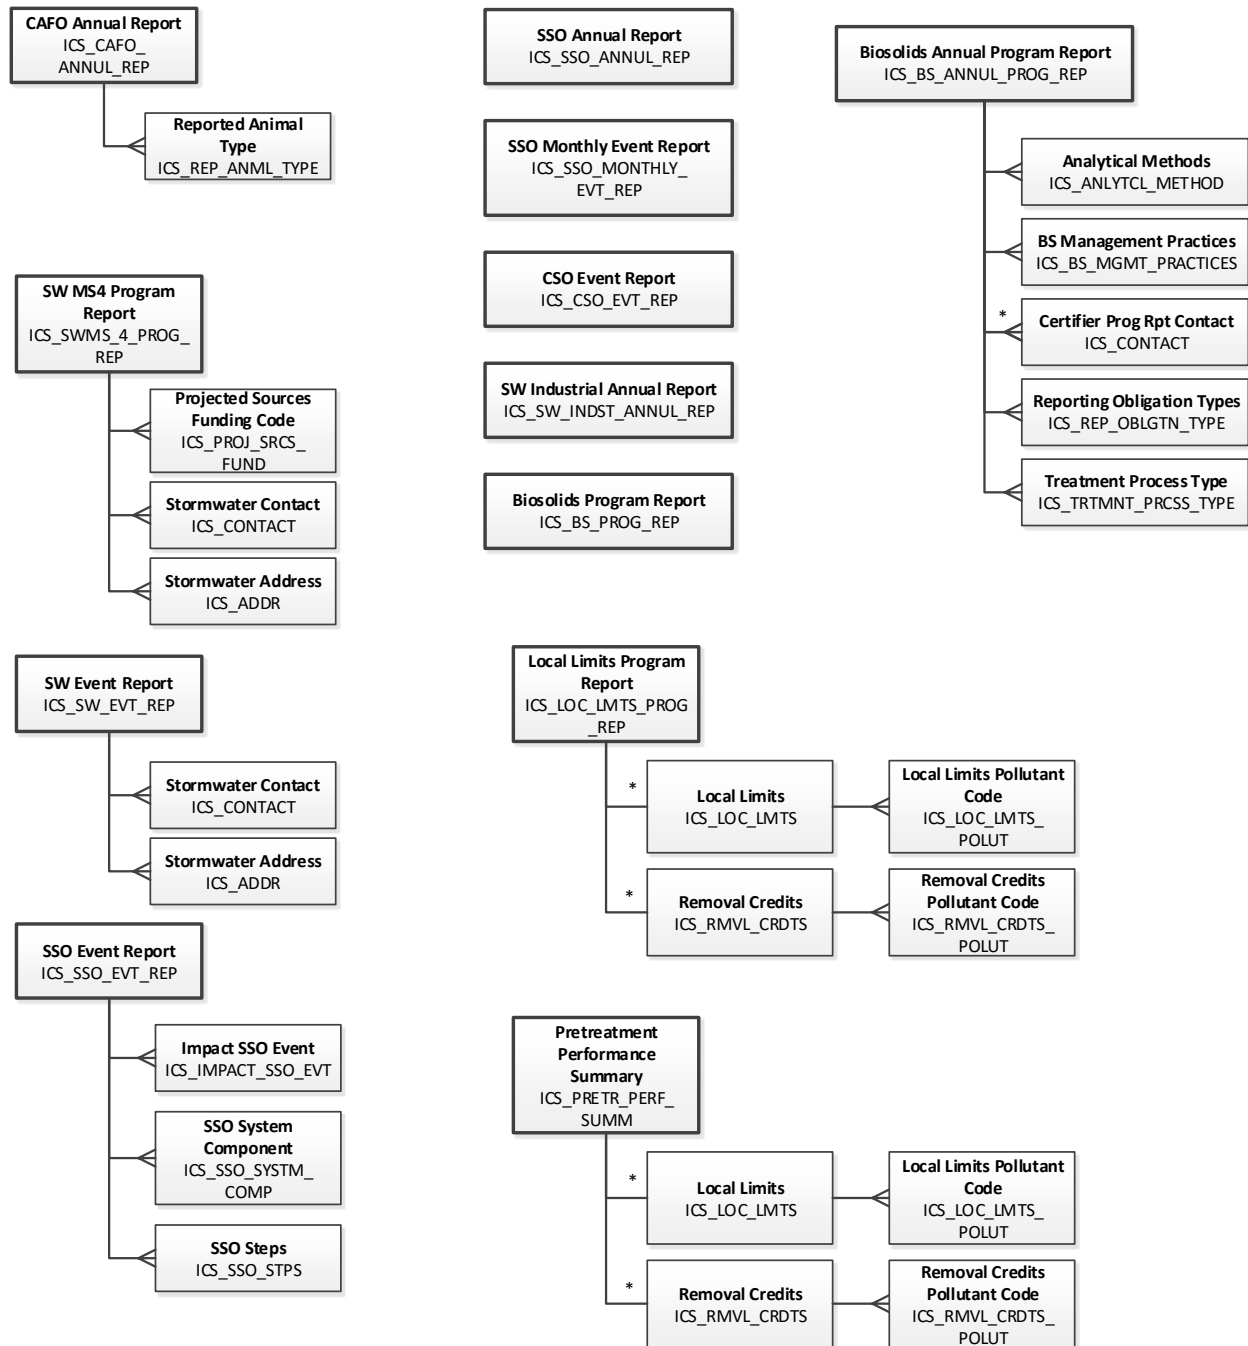 CAFO Annual Report
ICS_CAFO_
ANNUL_REP
Reported Animal
Type
ICS_REP_ANML_TYPE
SW MS4 Program
Report
ICS_SWMS_4_PROG_
REP
Projected Sources
Funding Code
ICS_PROJ_SRCS_
FUND
Stormwater Contact
ICS_CONTACT
Stormwater Address
ICS_ADDR
SW Event Report
ICS_SW_EVT_REP
Stormwater Contact
ICS_CONTACT
Stormwater Address
ICS_ADDR
SSO Event Report
ICS_SSO_EVT_REP
Impact SSO Event
ICS_IMPACT_SSO_EVT
SSO System
Component
ICS_SSO_SYSTM_
COMP
SSO Steps
ICS_SSO_STPS
SSO Annual Report
ICS_SSO_ANNUL_REP
SSO Monthly Event Report
ICS_SSO_MONTHLY_
EVT_REP
CSO Event Report
ICS_CSO_EVT_REP
SW Industrial Annual Report
ICS_SW_INDST_ANNUL_REP
Biosolids Program Report
ICS_BS_PROG_REP
Biosolids Annual Program Report
ICS_BS_ANNUL_PROG_REP
Analytical Methods
ICS_ANLYTCL_METHOD
BS Management Practices
ICS_BS_MGMT_PRACTICES
*
Certifier Prog Rpt Contact
ICS_CONTACT
Reporting Obligation Types
ICS_REP_OBLGTN_TYPE
Treatment Process Type
ICS_TRTMNT_PRCSS_TYPE
Local Limits Program
Report
ICS_LOC_LMTS_PROG
_REP
*
Local Limits
ICS_LOC_LMTS
Local Limits Pollutant
Code
ICS_LOC_LMTS_
POLUT
*
Removal Credits
ICS_RMVL_CRDTS
Removal Credits
Pollutant Code
ICS_RMVL_CRDTS_
POLUT
Pretreatment
Performance
Summary
ICS_PRETR_PERF_
SUMM
*
Local Limits
ICS_LOC_LMTS
Local Limits Pollutant
Code
ICS_LOC_LMTS_
POLUT
*
Removal Credits
ICS_RMVL_CRDTS
Removal Credits
Pollutant Code
ICS_RMVL_CRDTS_
POLUT